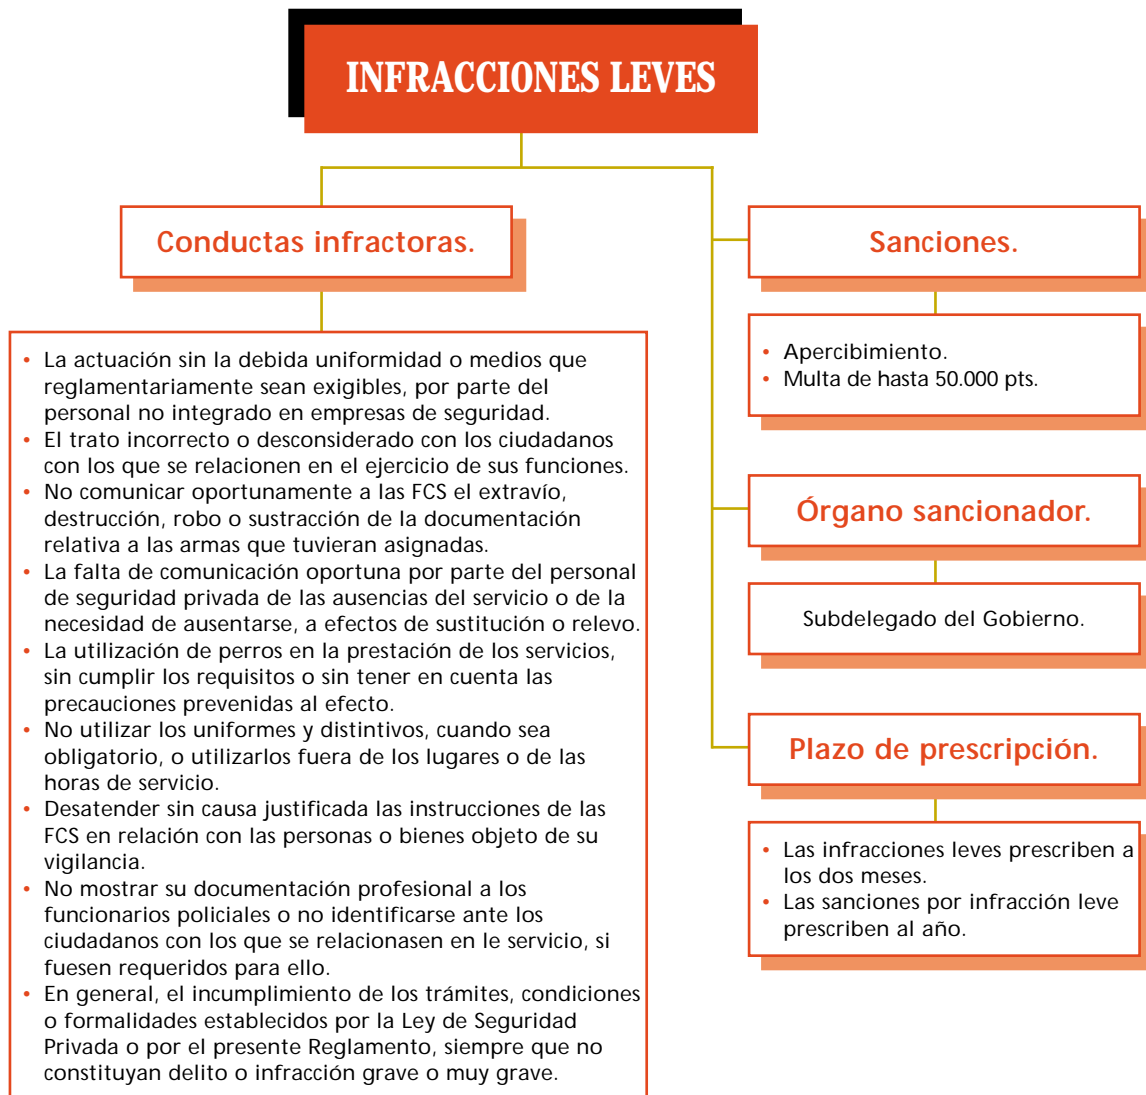 INFRACCIONES LEVES
Conductas infractoras.
• La actuación sin la debida uniformidad o medios que
reglamentariamente sean exigibles, por parte del
personal no integrado en empresas de seguridad.
• El trato incorrecto o desconsiderado con los ciudadanos
con los que se relacionen en el ejercicio de sus funciones.
• No comunicar oportunamente a las FCS el extravío,
destrucción, robo o sustracción de la documentación
relativa a las armas que tuvieran asignadas.
• La falta de comunicación oportuna por parte del personal
de seguridad privada de las ausencias del servicio o de la
necesidad de ausentarse, a efectos de sustitución o relevo.
• La utilización de perros en la prestación de los servicios,
sin cumplir los requisitos o sin tener en cuenta las
precauciones prevenidas al efecto.
• No utilizar los uniformes y distintivos, cuando sea
obligatorio, o utilizarlos fuera de los lugares o de las
horas de servicio.
• Desatender sin causa justificada las instrucciones de las
FCS en relación con las personas o bienes objeto de su
vigilancia.
• No mostrar su documentación profesional a los
funcionarios policiales o no identificarse ante los
ciudadanos con los que se relacionasen en le servicio, si
fuesen requeridos para ello.
• En general, el incumplimiento de los trámites, condiciones
o formalidades establecidos por la Ley de Seguridad
Privada o por el presente Reglamento, siempre que no
constituyan delito o infracción grave o muy grave.
Sanciones.
• Apercibimiento.
• Multa de hasta 50.000 pts.
Órgano sancionador.
Subdelegado del Gobierno.
Plazo de prescripción.
• Las infracciones leves prescriben a
los dos meses.
• Las sanciones por infracción leve
prescriben al año.